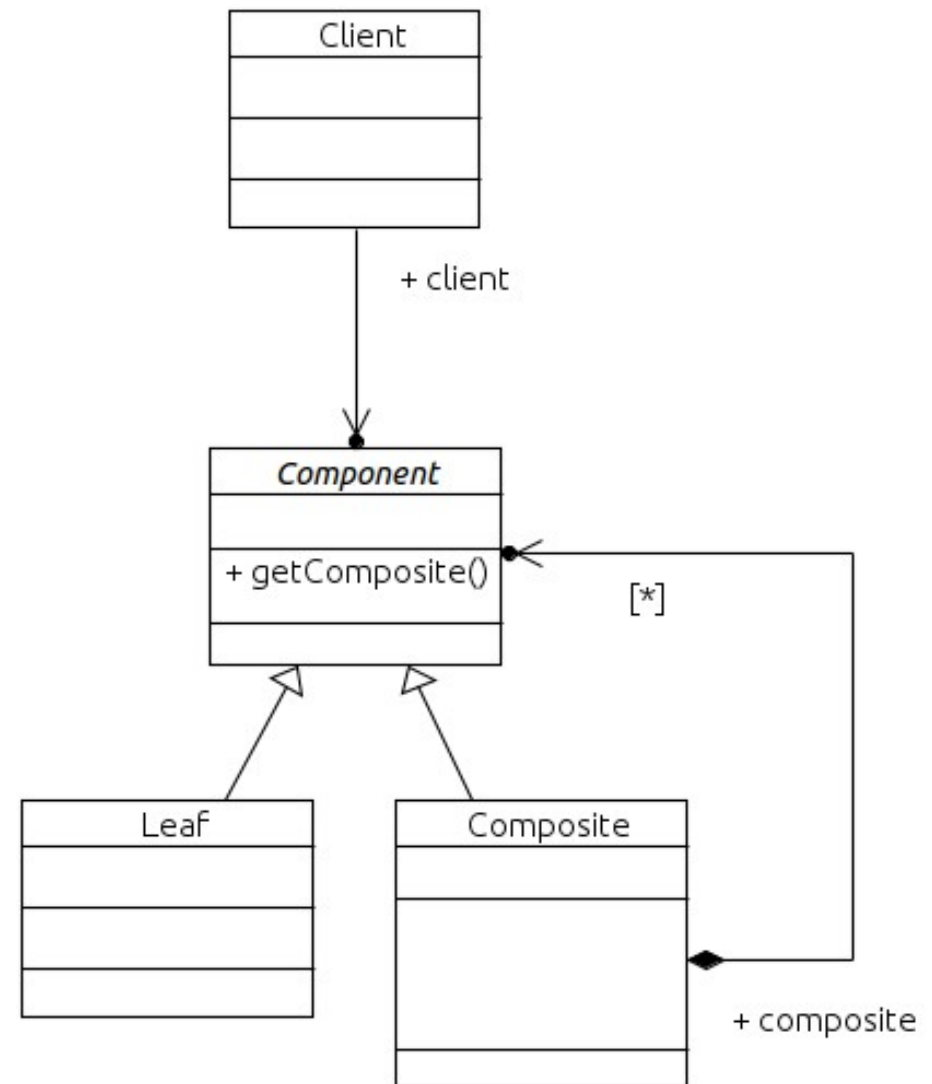 Client
+ client
Component
+ getComposite()
[*]
Leaf
Composite
+ composite